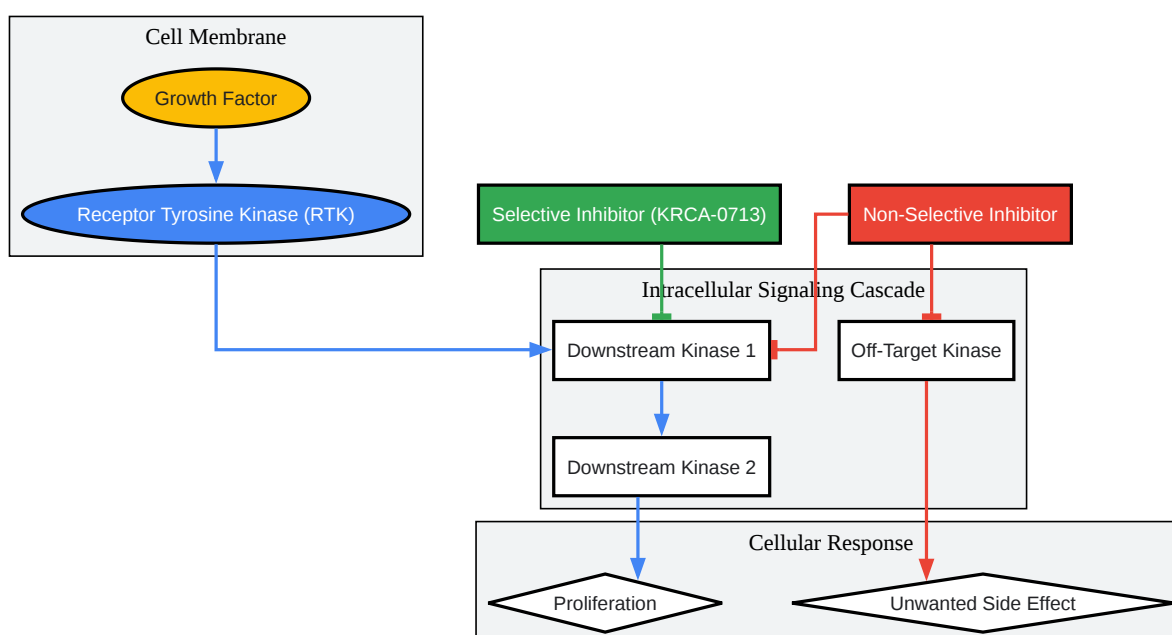 Cell Membrane
Growth Factor
Receptor Tyrosine Kinase (RTK)
Selective Inhibitor (KRCA-0713)
Non-Selective Inhibitor
Intracellular Signaling Cascade
Downstream Kinase 1
Off-Target Kinase
Downstream Kinase 2
Cellular Response
Proliferation
Unwanted Side Effect